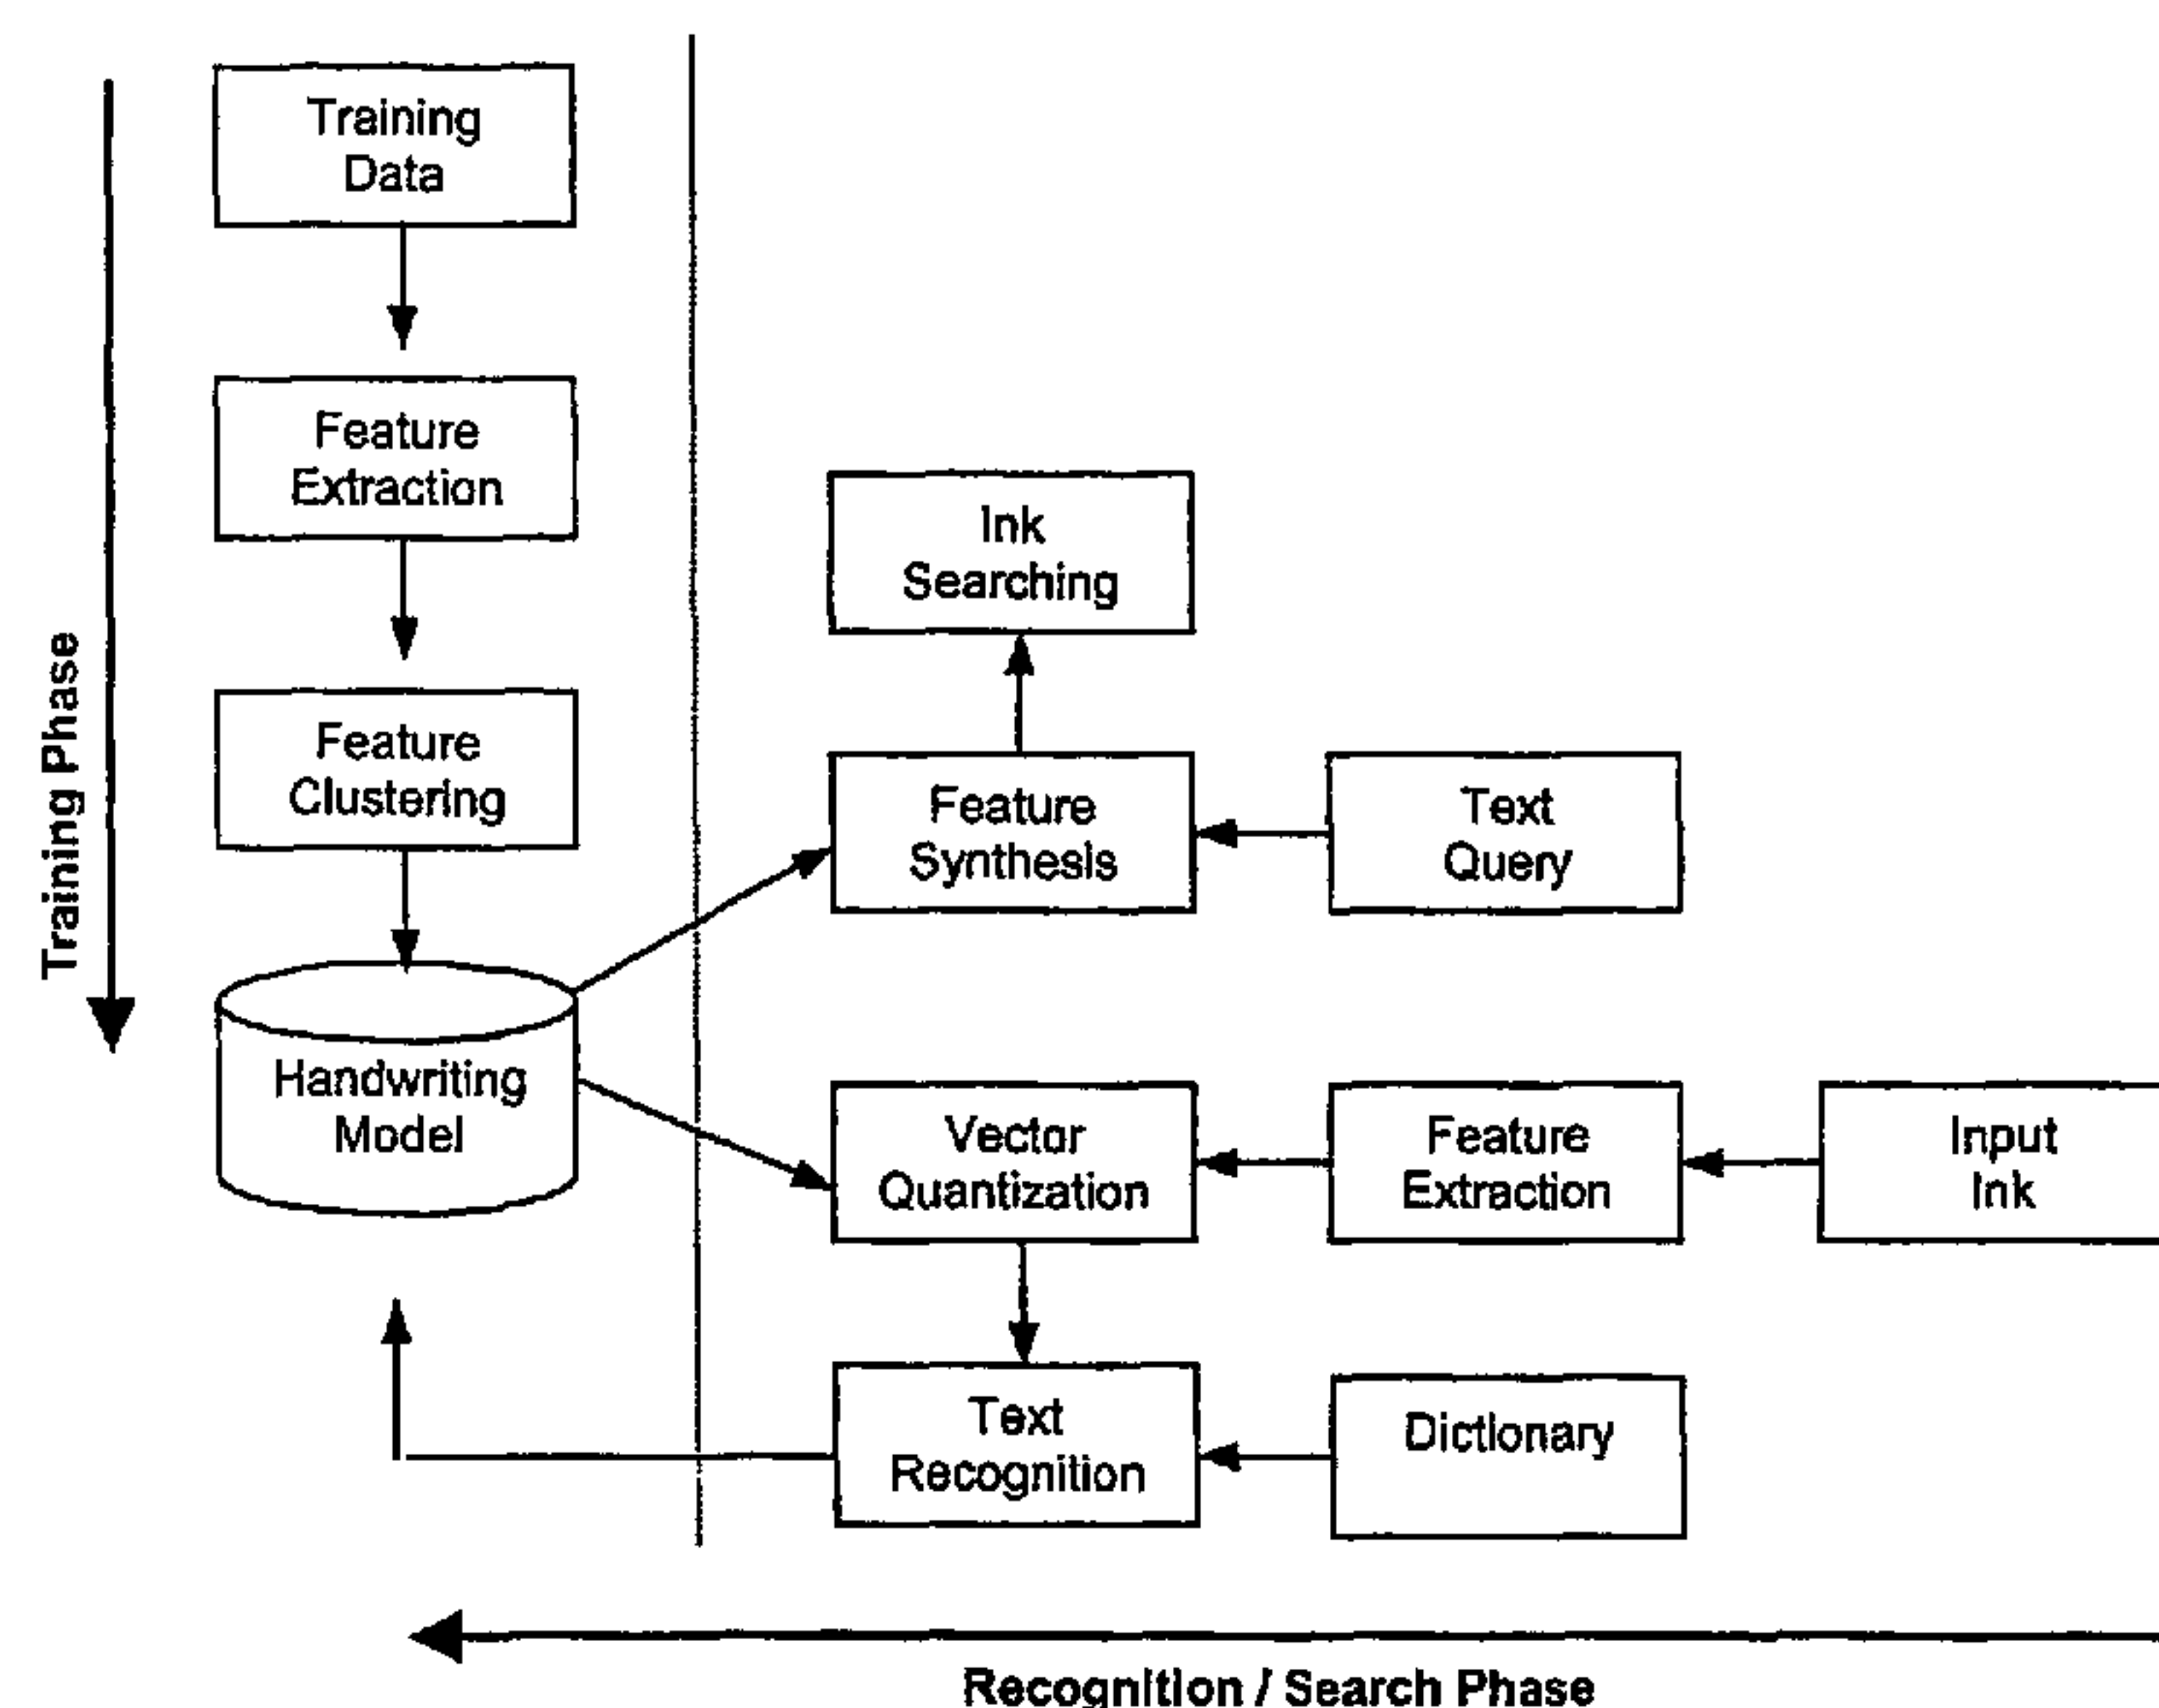 Training Phase
Training
Data
Feature
Extraction
Feature
Clustering
Handwriting
Model
Ink
Searching
Feature
Synthesis
Text
Query
Vector
Quantization
Feature
Extraction
Input
Ink
Text
Recognition
Dictionary
Recognition / Search Phase